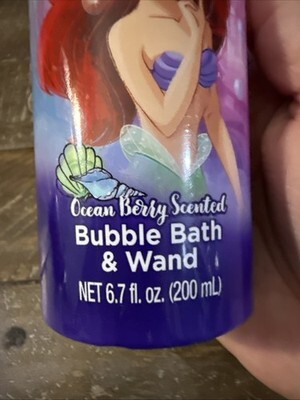 Ocean Berry Scented
Bubble Bath
& Wand
NET 6.7 fl. oz. (200 mL)